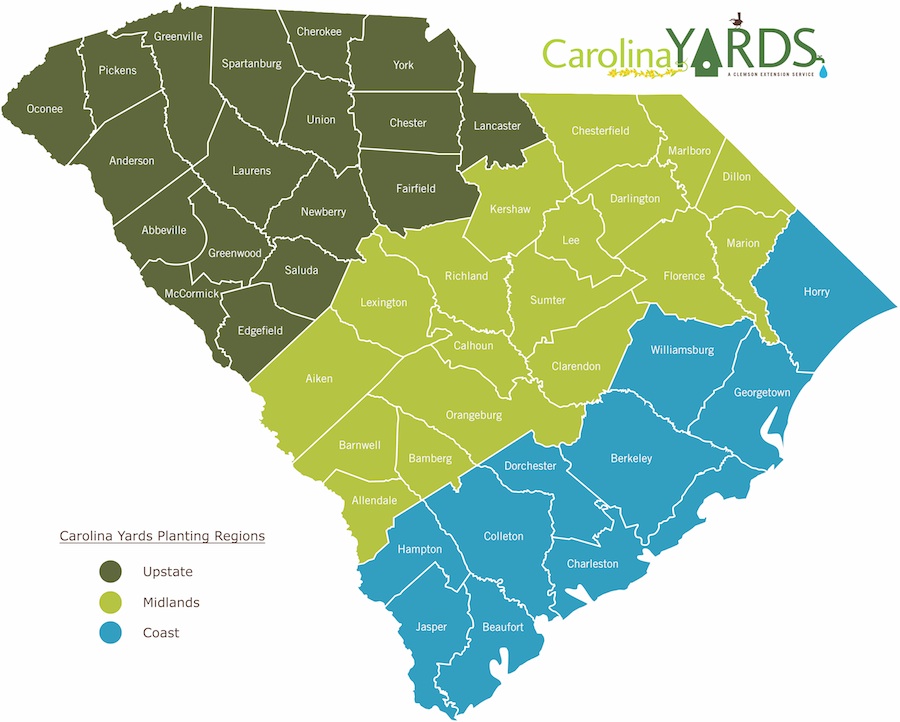 Carolina YARDS
A CLEMSON EXTENSION SERVICE
Cherokee
Greenville
York
Spartanburg
Pickens
Oconee
Union
Chester
Lancaster
Chesterfield
Marlboro
Anderson
Laurens
Dillon
Fairfield
Darlington
Newberry
Kershaw
Abbeville
Lee
Marion
Greenwood
Saluda
Richland
Florence
McCormick
Lexington
Sumter
Horry
Edgefield
Calhoun
Williamsburg
Clarendon
Aiken
Georgetown
Orangeburg
Barnwell
Bamberg
Berkeley
Dorchester
Allendale
Colleton
Hampton
Charleston
Jasper
Beaufort
Carolina Yards Planting Regions
Upstate
Midlands
Coast